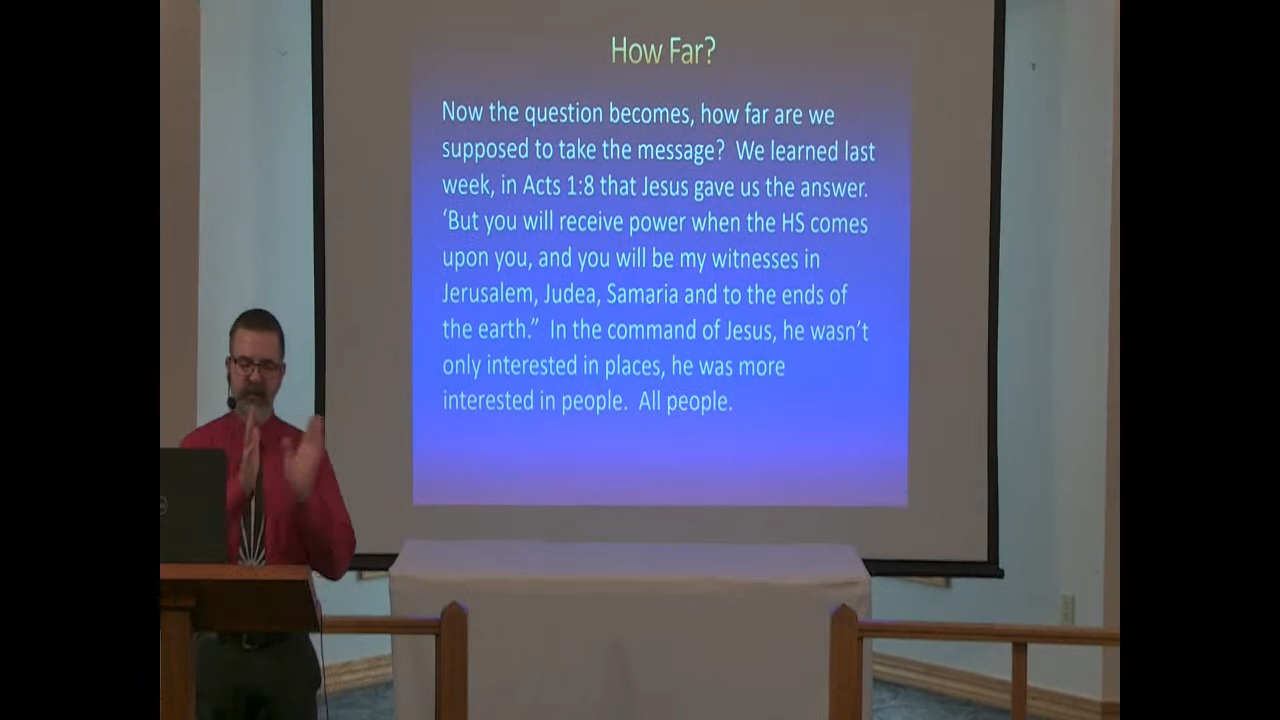 How Far?
Now the question becomes, how far are we
supposed to take the message?  We learned last
week, in Acts 1:8 that Jesus gave us the answer.
‘But you will receive power when the HS comes
upon you, and you will be my witnesses in
Jerusalem, Judea, Samaria and to the ends of
the earth.”  In the command of Jesus, he wasn’t
only interested in places, he was more
interested in people.  All people.